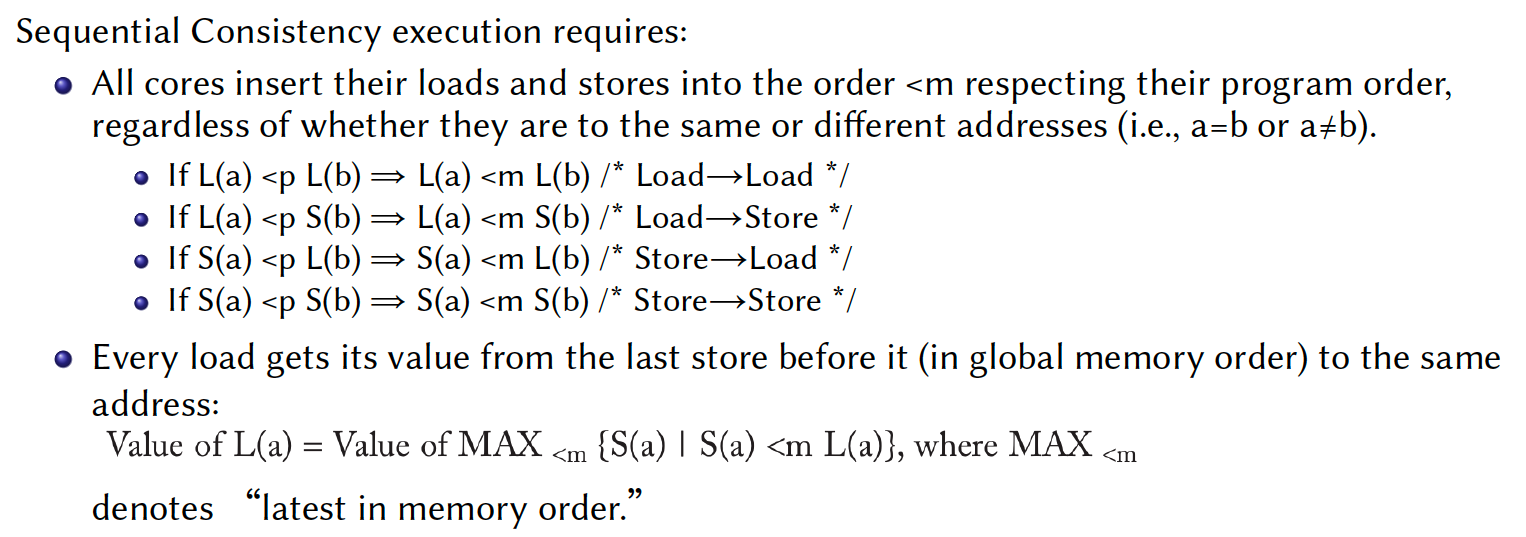 Sequential Consistency execution requires:
All cores insert their loads and stores into the order <m respecting their program order,
regardless of whether they are to the same or different addresses (i.e., a=b or a≠b).
If L(a) <p L(b) ⟹ L(a) <m L(b) /* Load⟶Load */
If L(a) <p S(b) ⟹ L(a) <m S(b) /* Load⟶Store */
If S(a) <p L(b) ⟹ S(a) <m L(b) /* Store⟶Load */
If S(a) <p S(b) ⟹ S(a) <m S(b) /* Store⟶Store */
Every load gets its value from the last store before it (in global memory order) to the same
address:
Value of L(a) = Value of MAX <m {S(a) | S(a) <m L(a)}, where MAX <m
denotes “latest in memory order.”